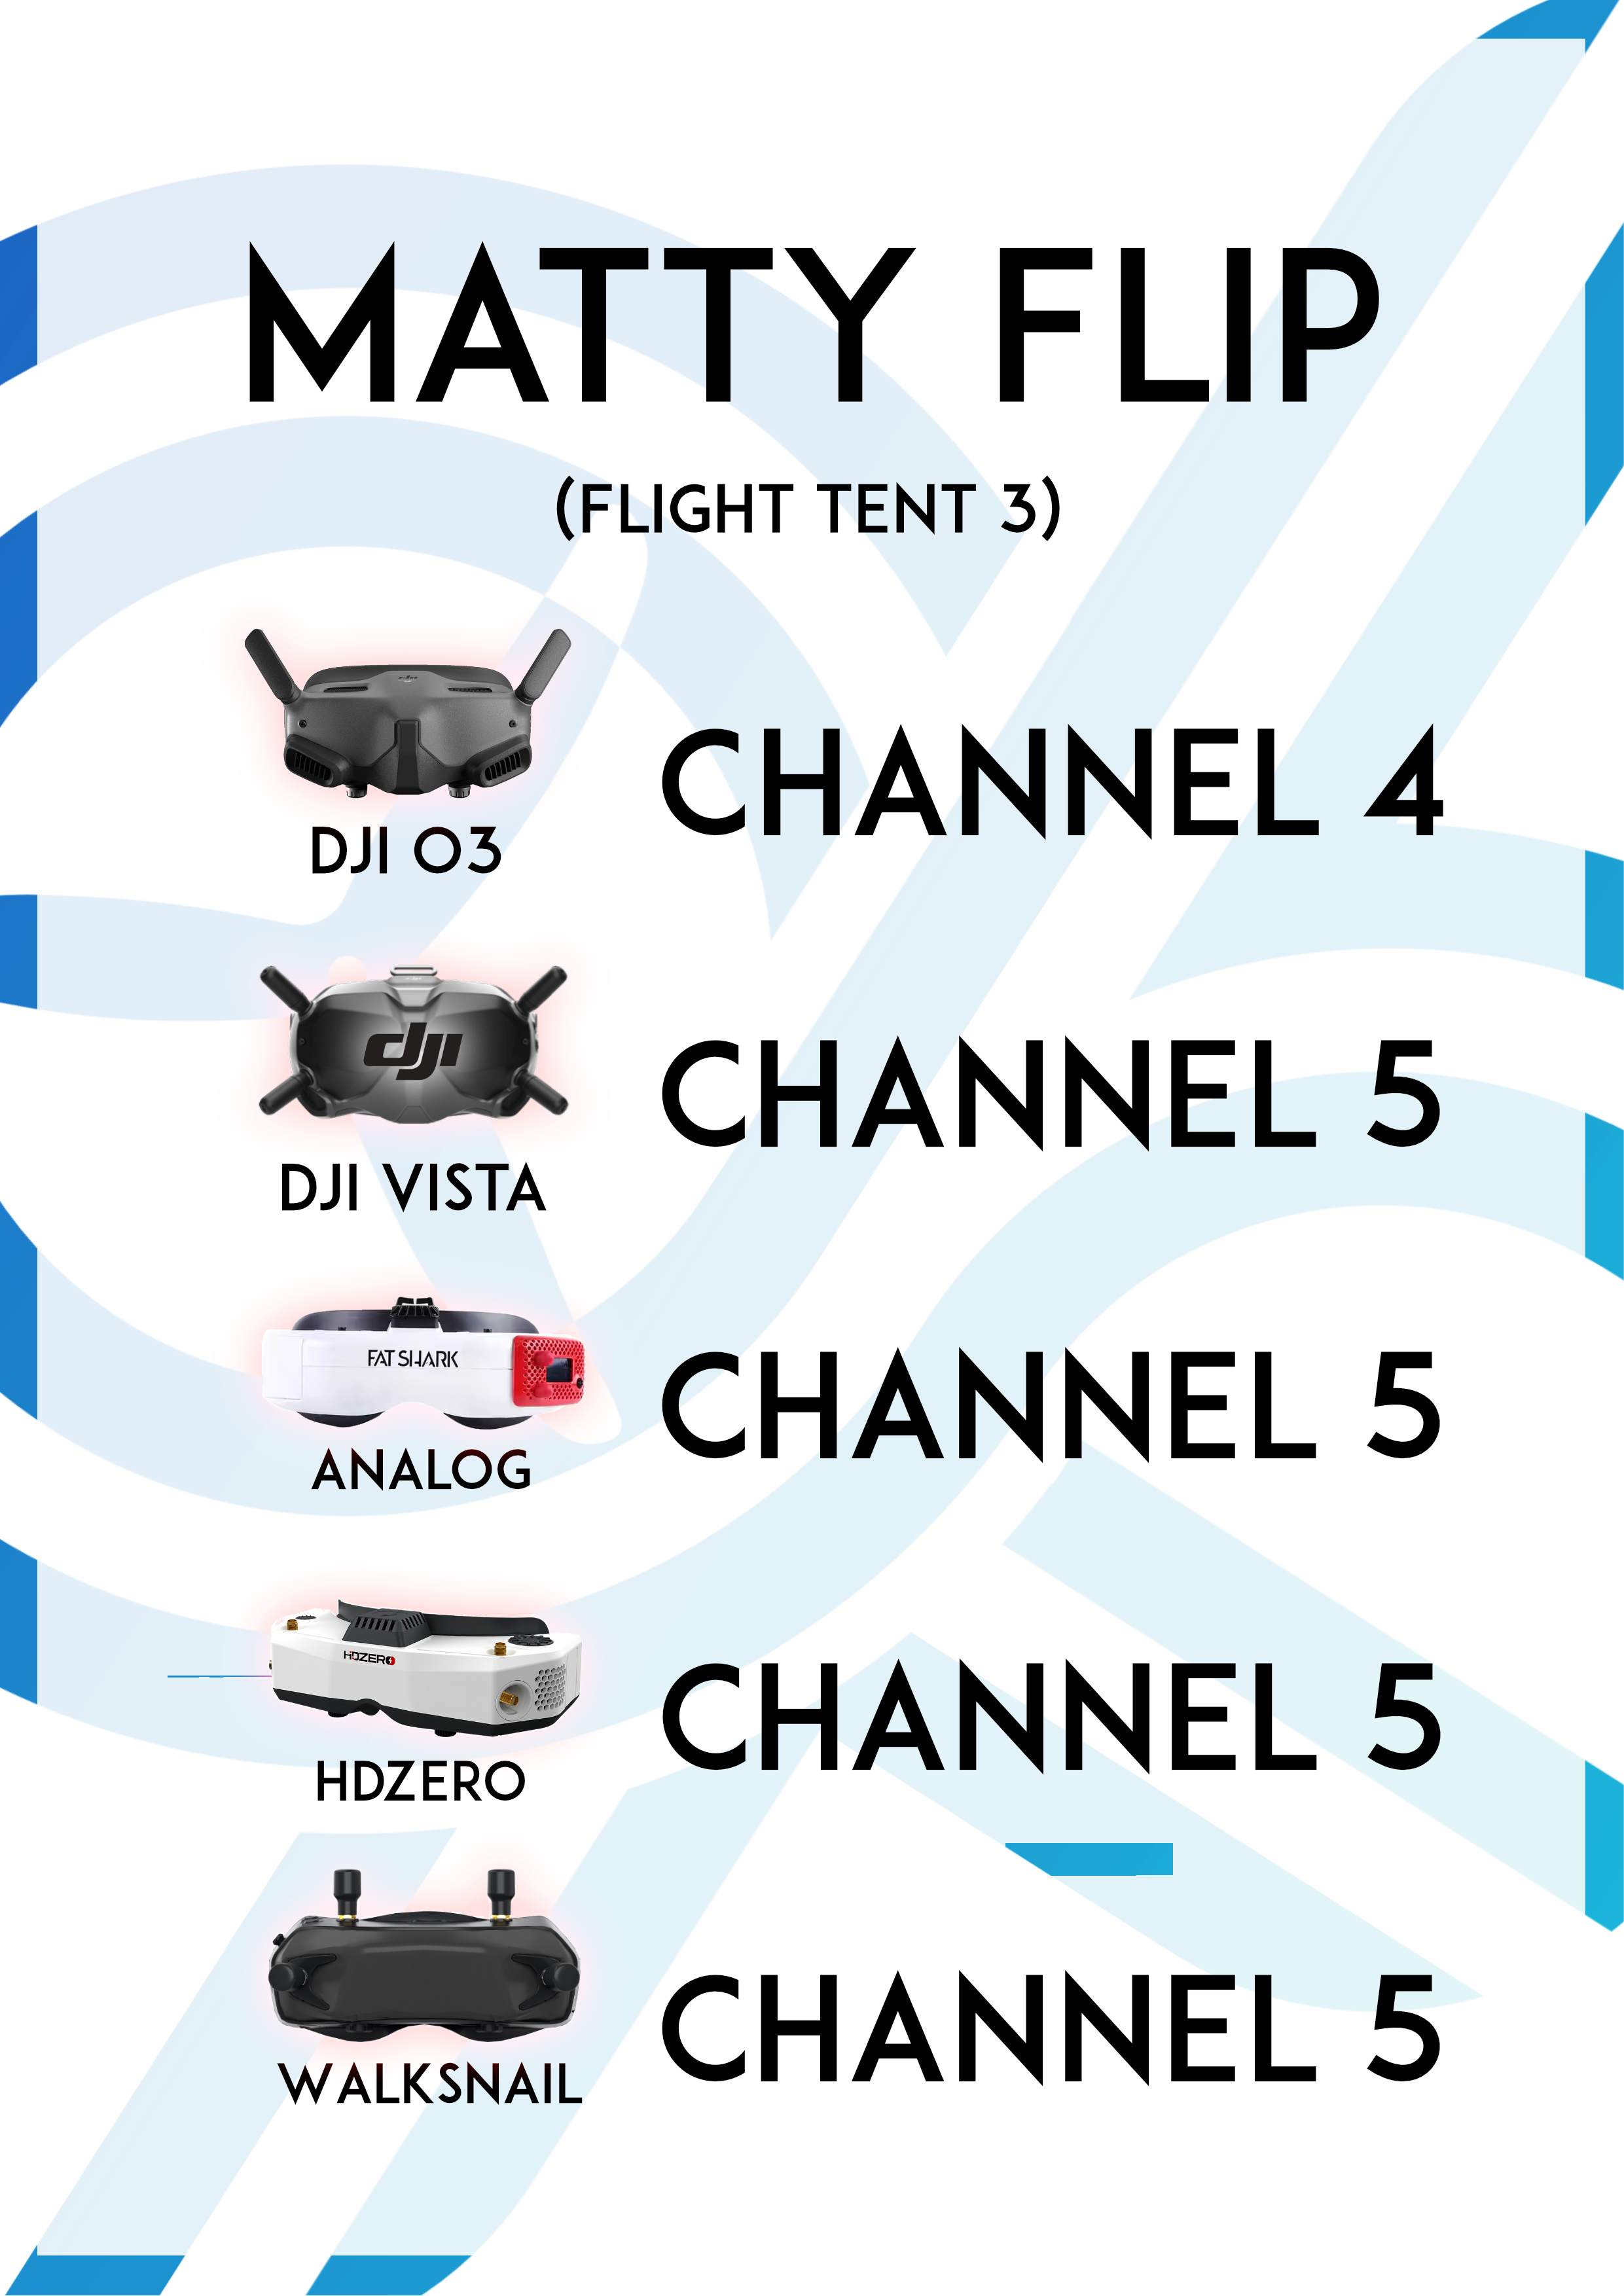 MATTY FLIP
(FLIGHT TENT 3)
DJI O3
CHANNEL 4
dji
DJI VISTA
CHANNEL 5
FAT SHARK
ANALOG
CHANNEL 5
HDZERO
HDZERO
CHANNEL 5
WALKSNAIL
CHANNEL 5